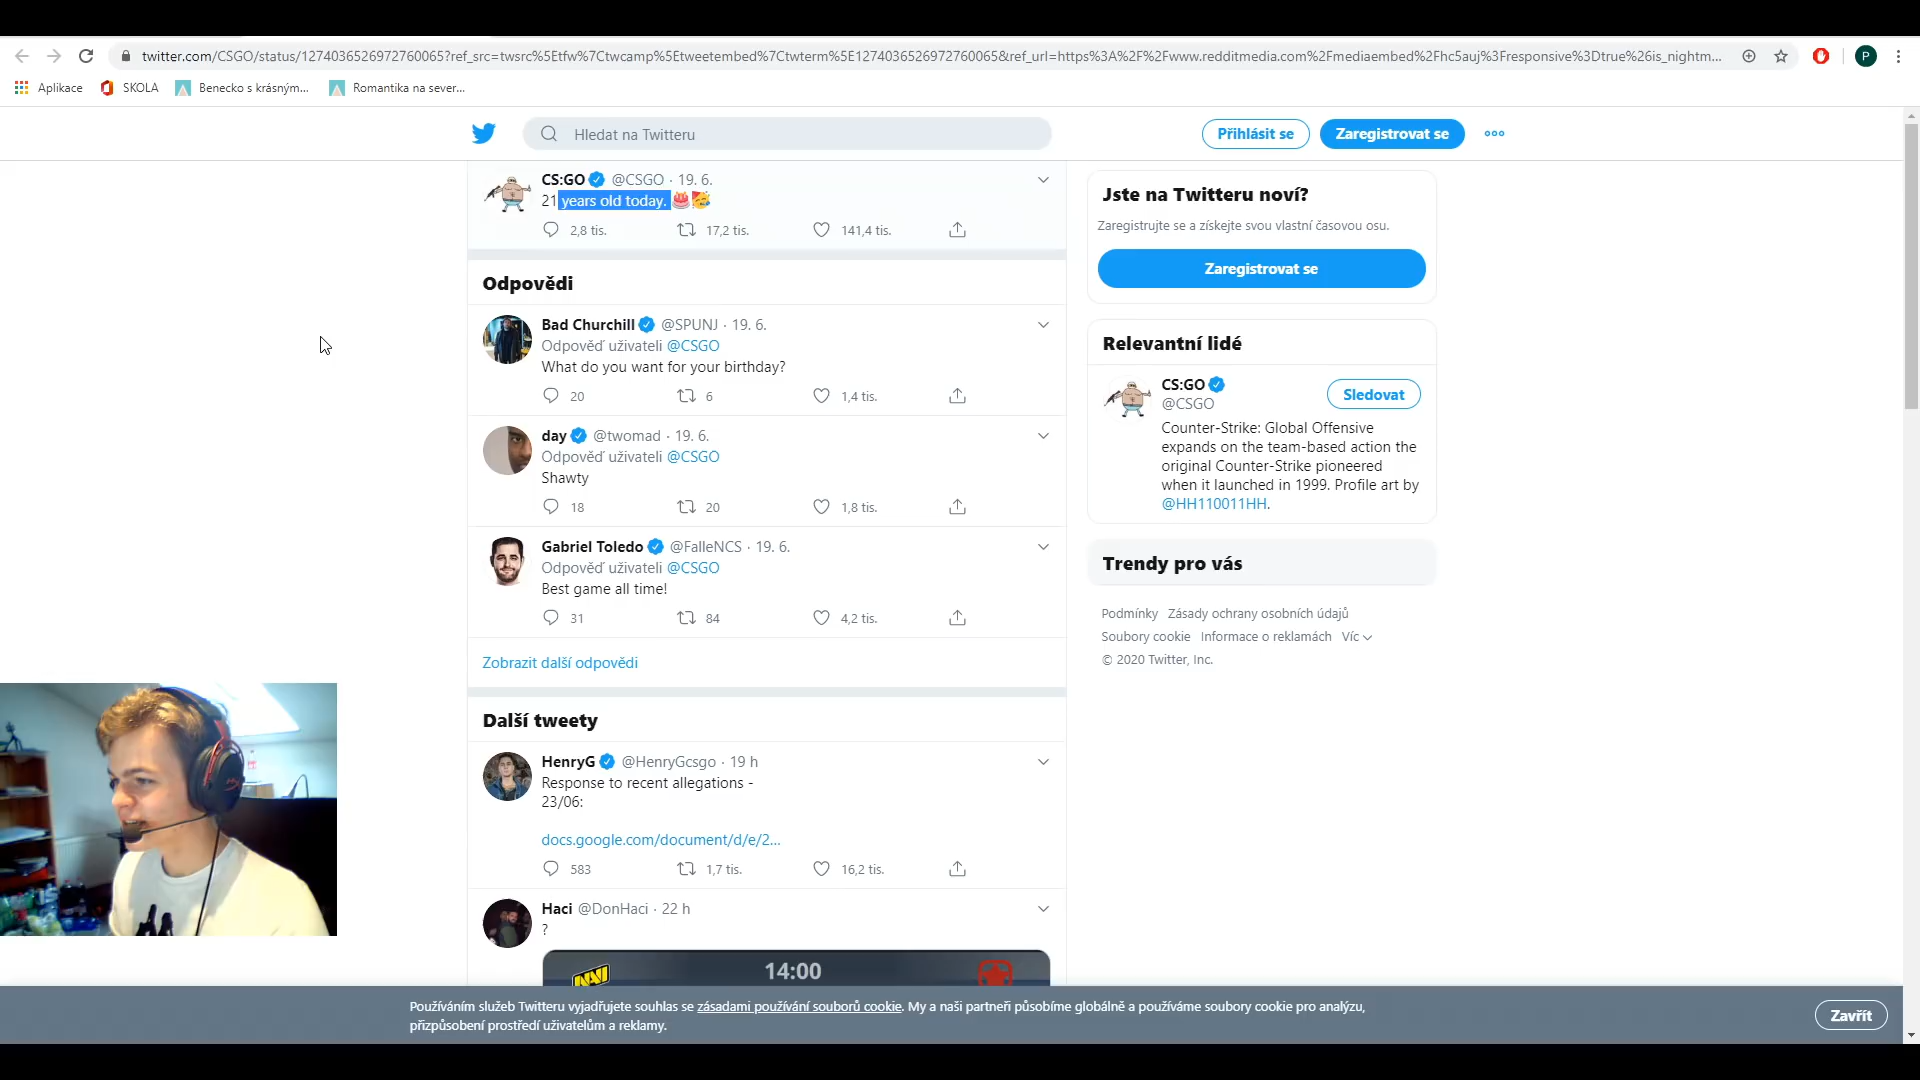 twitter.com/CSGO/status/1274036526972760065?ref_src=twsrc%5Etfw%7Ctwcamp%5Etweetembed%7Ctwterm%5E1274036526972760065&ref_url=https%3A%2F%2Fwww.redditmedia.com%2Fmediaembed%2Fhc5auj%3Fresponsive%3Dtrue%26is_nightm...
P
Aplikace SKOLA Benecko s krásným... Romantika na sever...
Hledat na Twitteru
Přihlásit se
Zaregistrovat se
CS:GO @CSGO · 19. 6.
21 years old today. 🎂🥳
2,8 tis. 17,2 tis. 141,4 tis.
Odpovědi
Bad Churchill @SPUNJ · 19. 6.
Odpověď uživateli @CSGO
What do you want for your birthday?
20 6 1,4 tis.
day @twomad · 19. 6.
Odpověď uživateli @CSGO
Shawty
18 20 1,8 tis.
Gabriel Toledo @FalleNCS · 19. 6.
Odpověď uživateli @CSGO
Best game all time!
31 84 4,2 tis.
Zobrazit další odpovědi
Další tweety
HenryG @HenryGcsgo · 19 h
Response to recent allegations -
23/06:
docs.google.com/document/d/e/2...
583 1,7 tis. 16,2 tis.
Haci @DonHaci · 22 h
?
NAVI 14:00
Jste na Twitteru noví?
Zaregistrujte se a získejte svou vlastní časovou osu.
Zaregistrovat se
Relevantní lidé
CS:GO
@CSGO
Sledovat
Counter-Strike: Global Offensive
expands on the team-based action the
original Counter-Strike pioneered
when it launched in 1999. Profile art by
@HH110011HH.
Trendy pro vás
Podmínky Zásady ochrany osobních údajů
Soubory cookie Informace o reklamách Víc
© 2020 Twitter, Inc.
Používáním služeb Twitteru vyjadřujete souhlas se zásadami používání souborů cookie. My a naši partneři působíme globálně a používáme soubory cookie pro analýzu,
přizpůsobení prostředí uživatelům a reklamy.
Zavřít